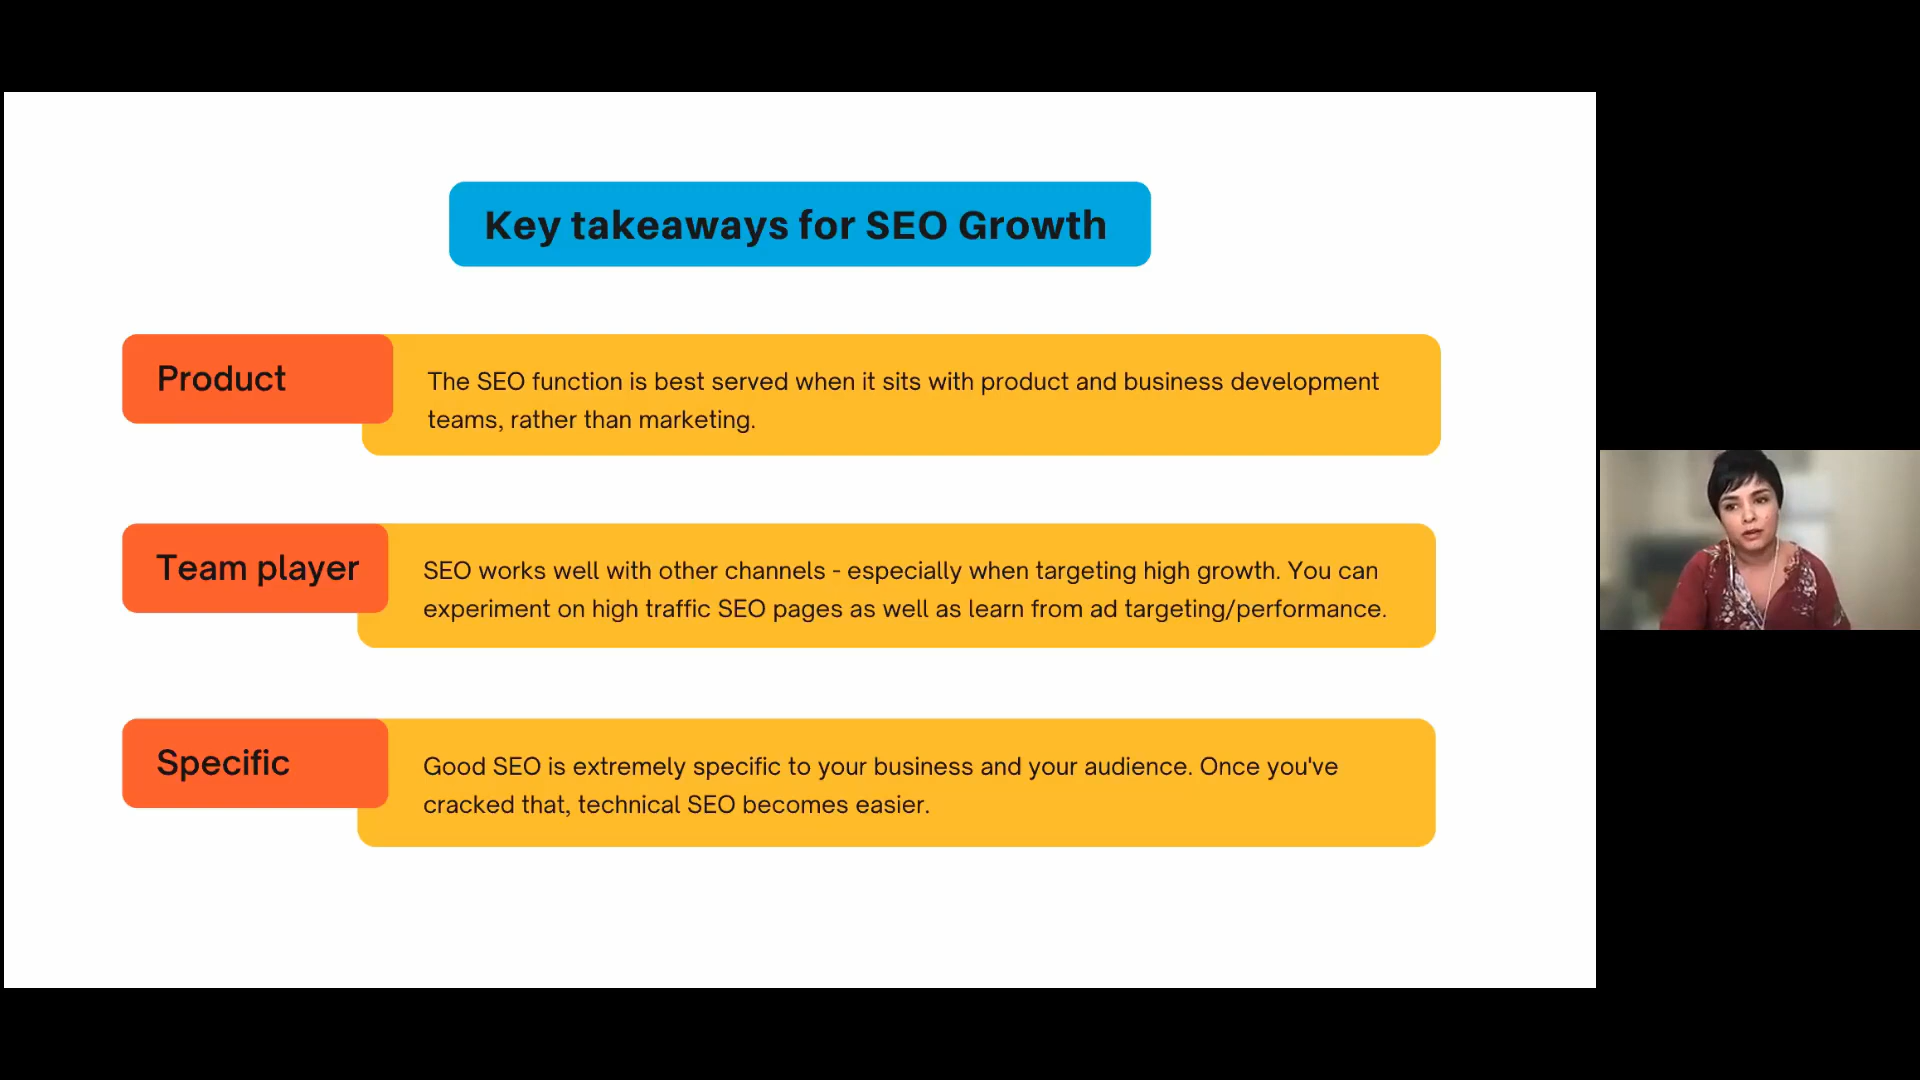 Key takeaways for SEO Growth
Product
The SEO function is best served when it sits with product and business development
teams, rather than marketing.
Team player
SEO works well with other channels - especially when targeting high growth. You can
experiment on high traffic SEO pages as well as learn from ad targeting/performance.
Specific
Good SEO is extremely specific to your business and your audience. Once you've
cracked that, technical SEO becomes easier.